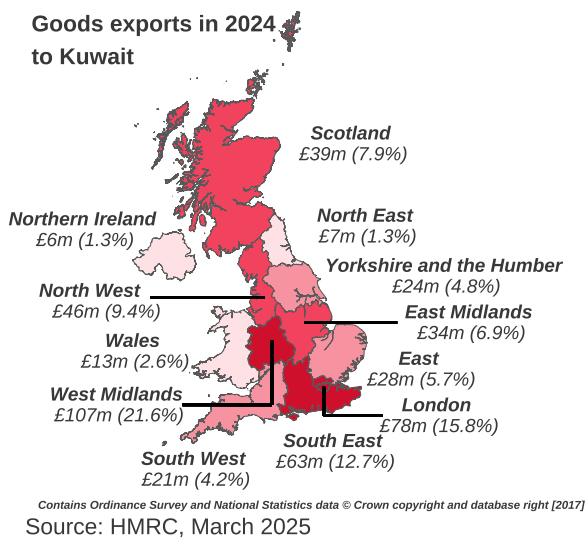 Goods exports in 2024
to Kuwait
Scotland
£39m (7.9%)
Northern Ireland
£6m (1.3%)
North East
£7m (1.3%)
Yorkshire and the Humber
£24m (4.8%)
North West
£46m (9.4%)
East Midlands
£34m (6.9%)
Wales
£13m (2.6%)
East
£28m (5.7%)
West Midlands
£107m (21.6%)
London
£78m (15.8%)
South East
£63m (12.7%)
South West
£21m (4.2%)
Contains Ordinance Survey and National Statistics data © Crown copyright and database right [2017]
Source: HMRC, March 2025